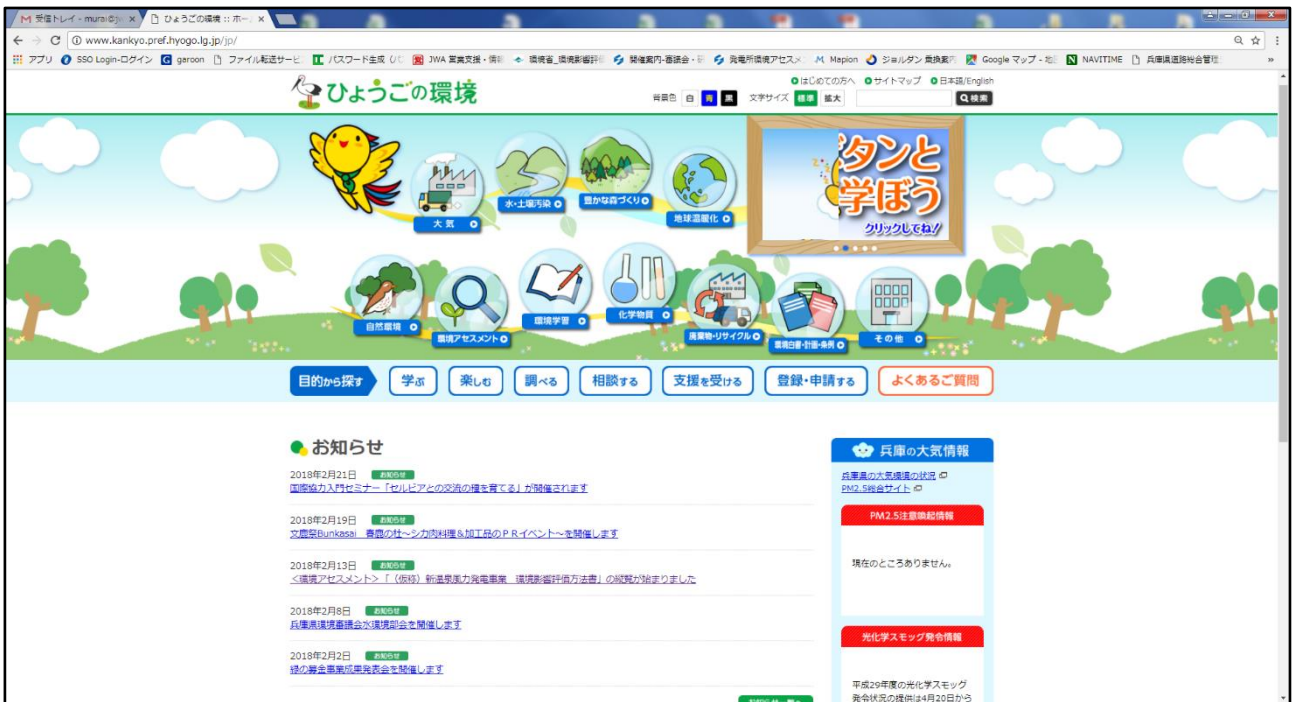 受信トレイ - murai@j
ひょうごの環境 :: ホー
www.kankyo.pref.hyogo.lg.jp/jp/
アプリ
SSO Login-ログイン
garoon
ファイル転送サービ
パスワード生成
JWA 営業支援・情報
環境省_環境影響評価
開催案内-審議会・
発電所環境アセスメ
Mapion
ジョルダン 乗換案内
Google マップ - 地
NAVITIME
兵庫県道路総合管理
»
はじめての方へ サイトマップ 日本語/English
ひょうごの環境
背景色 白 青 黒 文字サイズ 標準 拡大
検索
タンと
学ぼう
クリックしてね!
大気
水・土壌汚染
豊かな森づくり
地球温暖化
自然環境
環境アセスメント
環境学習
化学物質
廃棄物・リサイクル
環境白書・計画・条例
その他
目的から探す 学ぶ 楽しむ 調べる 相談する 支援を受ける 登録・申請する よくあるご質問
お知らせ
2018年2月21日 お知らせ
国際協力入門セミナー「セルビアとの交流の種を育てる」が開催されます
2018年2月19日 お知らせ
文鹿祭Bunkasai 春鹿の杜～シカ肉料理&加工品のPRイベント～を開催します
2018年2月13日 お知らせ
<環境アセスメント>「(仮称)新温泉風力発電事業 環境影響評価方法書」の縦覧が始まりました
2018年2月8日 お知らせ
兵庫県環境審議会水環境部会を開催します
2018年2月2日 お知らせ
緑の募金事業成果発表会を開催します
兵庫の大気情報
兵庫県の大気環境の状況
PM2.5総合サイト
PM2.5注意喚起情報
現在のところありません。
光化学スモッグ発令情報
平成29年度の光化学スモッグ
発令状況の提供は4月20日から